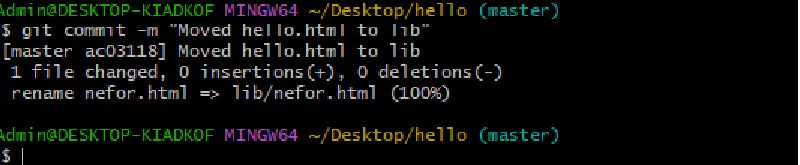 Admin@DESKTOP-KIADKOF MINGW64 ~/Desktop/hello (master)
$ git commit -m "Moved hello.html to lib"
[master ac03118] Moved hello.html to lib
1 file changed, 0 insertions(+), 0 deletions(-)
rename nefor.html => lib/nefor.html (100%)
Admin@DESKTOP-KIADKOF MINGW64 ~/Desktop/hello (master)
$